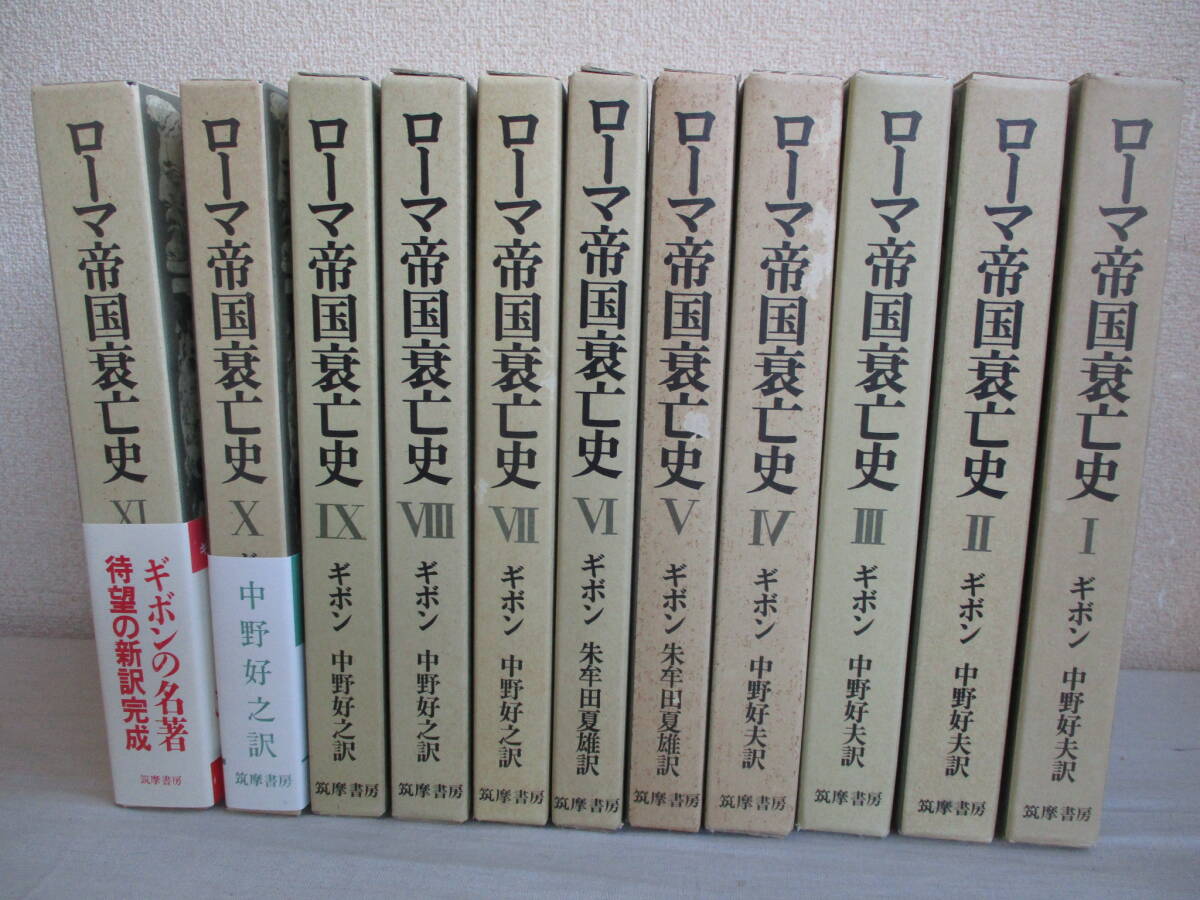 ローマ帝国衰亡史 I ギボン 中野好夫訳 筑摩書房
ローマ帝国衰亡史 II ギボン 中野好夫訳 筑摩書房
ローマ帝国衰亡史 III ギボン 中野好夫訳 筑摩書房
ローマ帝国衰亡史 IV ギボン 中野好夫訳 筑摩書房
ローマ帝国衰亡史 V ギボン 朱牟田夏雄訳 筑摩書房
ローマ帝国衰亡史 VI ギボン 朱牟田夏雄訳 筑摩書房
ローマ帝国衰亡史 VII ギボン 中野好之訳 筑摩書房
ローマ帝国衰亡史 VIII ギボン 中野好之訳 筑摩書房
ローマ帝国衰亡史 IX ギボン 中野好之訳 筑摩書房
ローマ帝国衰亡史 X
中野好之訳
筑摩書房
ローマ帝国衰亡史 XI
ギボンの名著
待望の新訳完成
筑摩書房